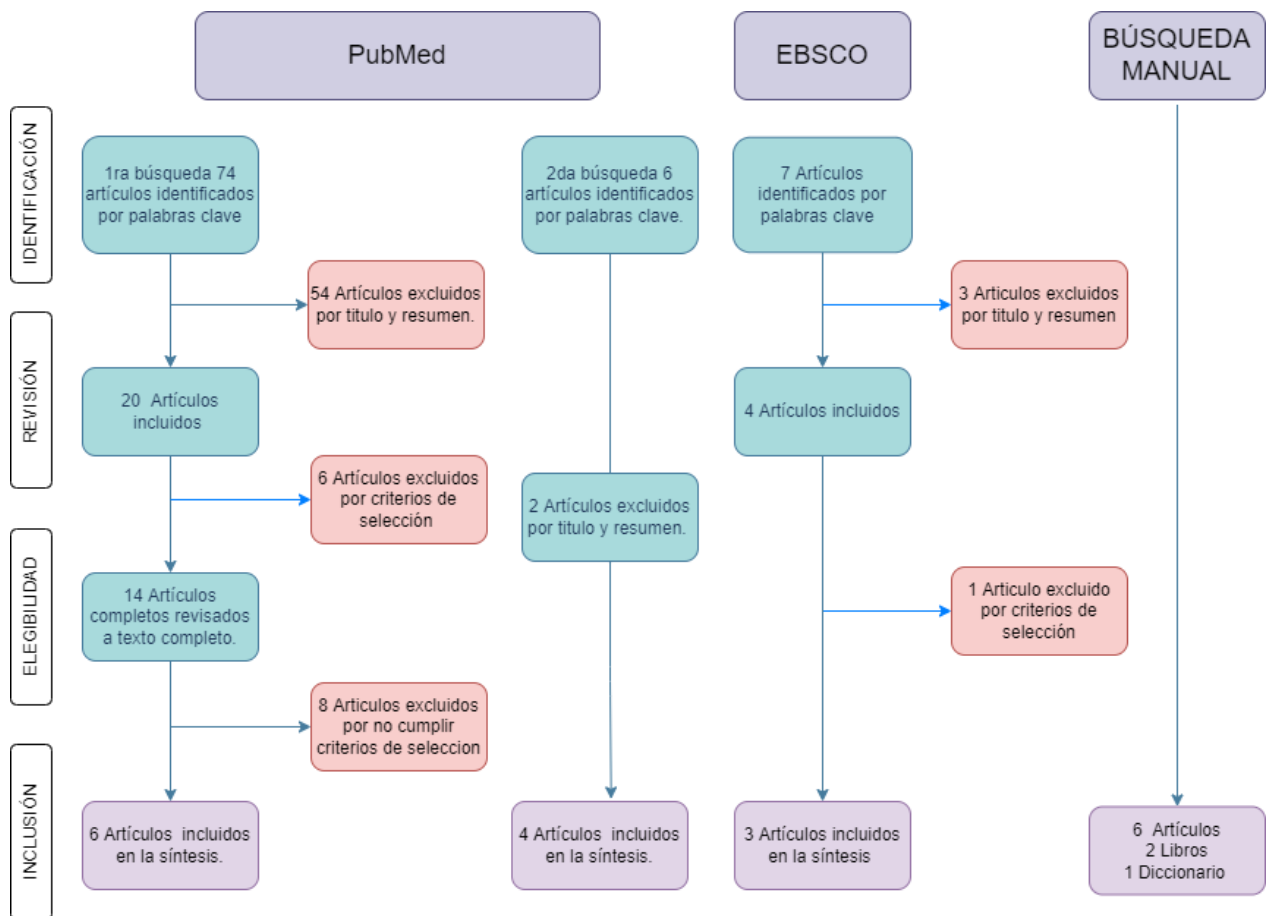 PubMed
EBSCO
BÚSQUEDA
MANUAL
IDENTIFICACIÓN
1ra búsqueda 74
artículos identificados
por palabras clave
2da búsqueda 6
artículos identificados
por palabras clave.
7 Artículos
identificados por
palabras clave
54 Artículos excluidos
por titulo y resumen.
3 Articulos excluidos
por titulo y resumen
REVISIÓN
20 Artículos
incluidos
4 Artículos incluidos
6 Artículos excluidos
por criterios de
selección
2 Artículos excluidos
por titulo y resumen.
ELEGIBILIDAD
14 Artículos
completos revisados
a texto completo.
1 Articulo excluido
por criterios de
selección
8 Articulos excluidos
por no cumplir
criterios de seleccion
INCLUSIÓN
6 Artículos incluidos
en la síntesis.
4 Artículos incluidos
en la síntesis.
3 Artículos incluidos
en la síntesis
6 Artículos
2 Libros
1 Diccionario